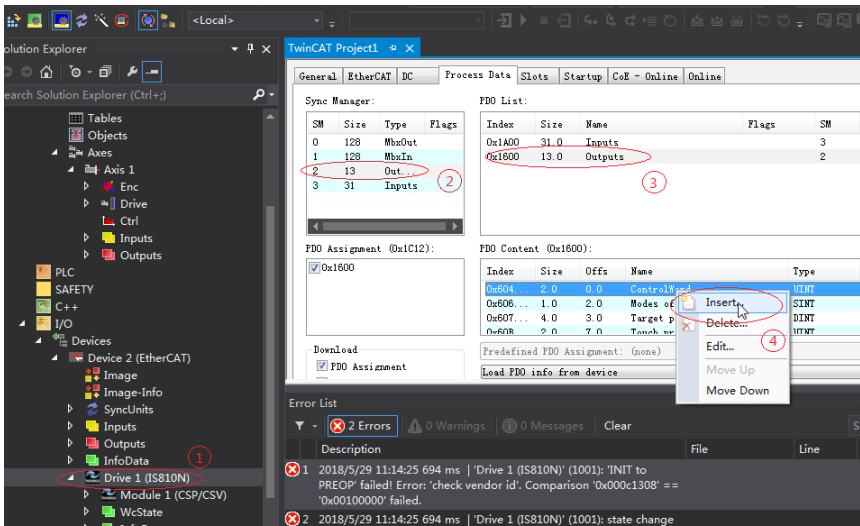 <Local>
olution Explorer
TwinCAT Project1
earch Solution Explorer (Ctrl+;)
Tables
Objects
Axes
Axis 1
Enc
Drive
Ctrl
Inputs
Outputs
PLC
SAFETY
C++
I/O
Devices
Device 2 (EtherCAT)
Image
Image-Info
SyncUnits
Inputs
Outputs
InfoData
1
Drive 1 (IS810N)
Module 1 (CSP/CSV)
WcState
General EtherCAT DC Process Data Slots Startup CoE - Online Online
Sync Manager:
SM Size Type Flags
0 128 MbxOut
1 128 MbxIn
2 13 Out...
3 31 Inputs
2
PDO List:
Index Size Name Flags SM
0x1A00 31.0 Inputs 3
0x1600 13.0 Outputs 2
3
PDO Assignment (0x1C12):
0x1600
PDO Content (0x1600):
Index Size Offs Name Type
0x604... 2.0 0.0 ControlWord UINT
0x606... 1.0 2.0 Modes of SINT
0x607... 4.0 3.0 Target p DINT
0x60B... 2.0 7.0 Touch pr UINT
Insert...
Delete...
Edit...
Move Up
Move Down
4
Download
PDO Assignment
Predefined PDO Assignment: (none)
Load PDO info from device
Error List
2 Errors 0 Warnings 0 Messages Clear
Description File Line
1 2018/5/29 11:14:25 694 ms | 'Drive 1 (IS810N)' (1001): 'INIT to
PREOP' failed! Error: 'check vendor id'. Comparison '0x000c1308' ==
'0x00100000' failed.
2 2018/5/29 11:14:25 694 ms | 'Drive 1 (IS810N)' (1001): state change